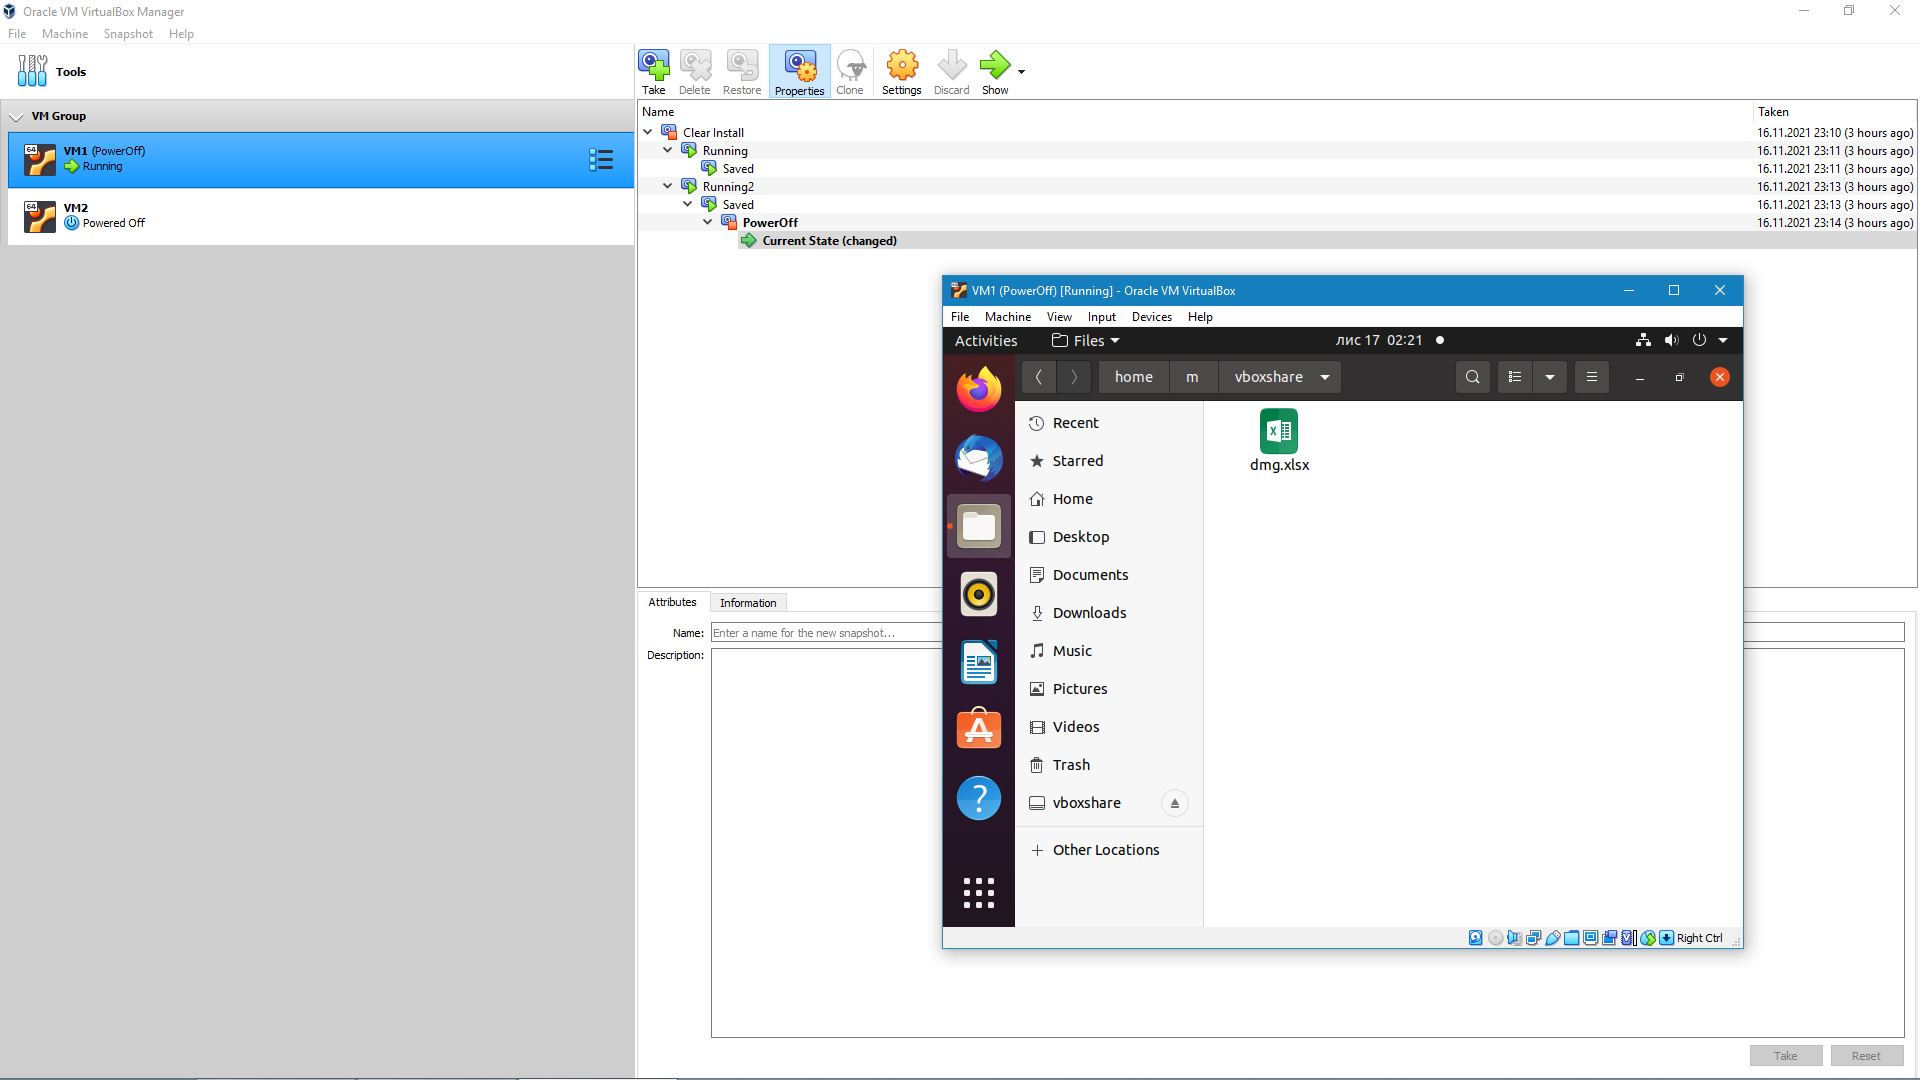 Oracle VM VirtualBox Manager
File Machine Snapshot Help
Tools
Take Delete Restore Properties Clone Settings Discard Show
VM Group
64 VM1 (PowerOff)
Running
64 VM2
Powered Off
Name Taken
Clear Install 16.11.2021 23:10 (3 hours ago)
Running 16.11.2021 23:11 (3 hours ago)
Saved 16.11.2021 23:11 (3 hours ago)
Running2 16.11.2021 23:13 (3 hours ago)
Saved 16.11.2021 23:13 (3 hours ago)
PowerOff 16.11.2021 23:14 (3 hours ago)
Current State (changed)
VM1 (PowerOff) [Running] - Oracle VM VirtualBox
File Machine View Input Devices Help
Activities Files лис 17 02:21
home m vboxshare
Recent
Starred
Home
Desktop
Documents
Downloads
Music
Pictures
Videos
Trash
vboxshare
Other Locations
dmg.xlsx
Right Ctrl
Attributes Information
Name: Enter a name for the new snapshot...
Description:
Take Reset